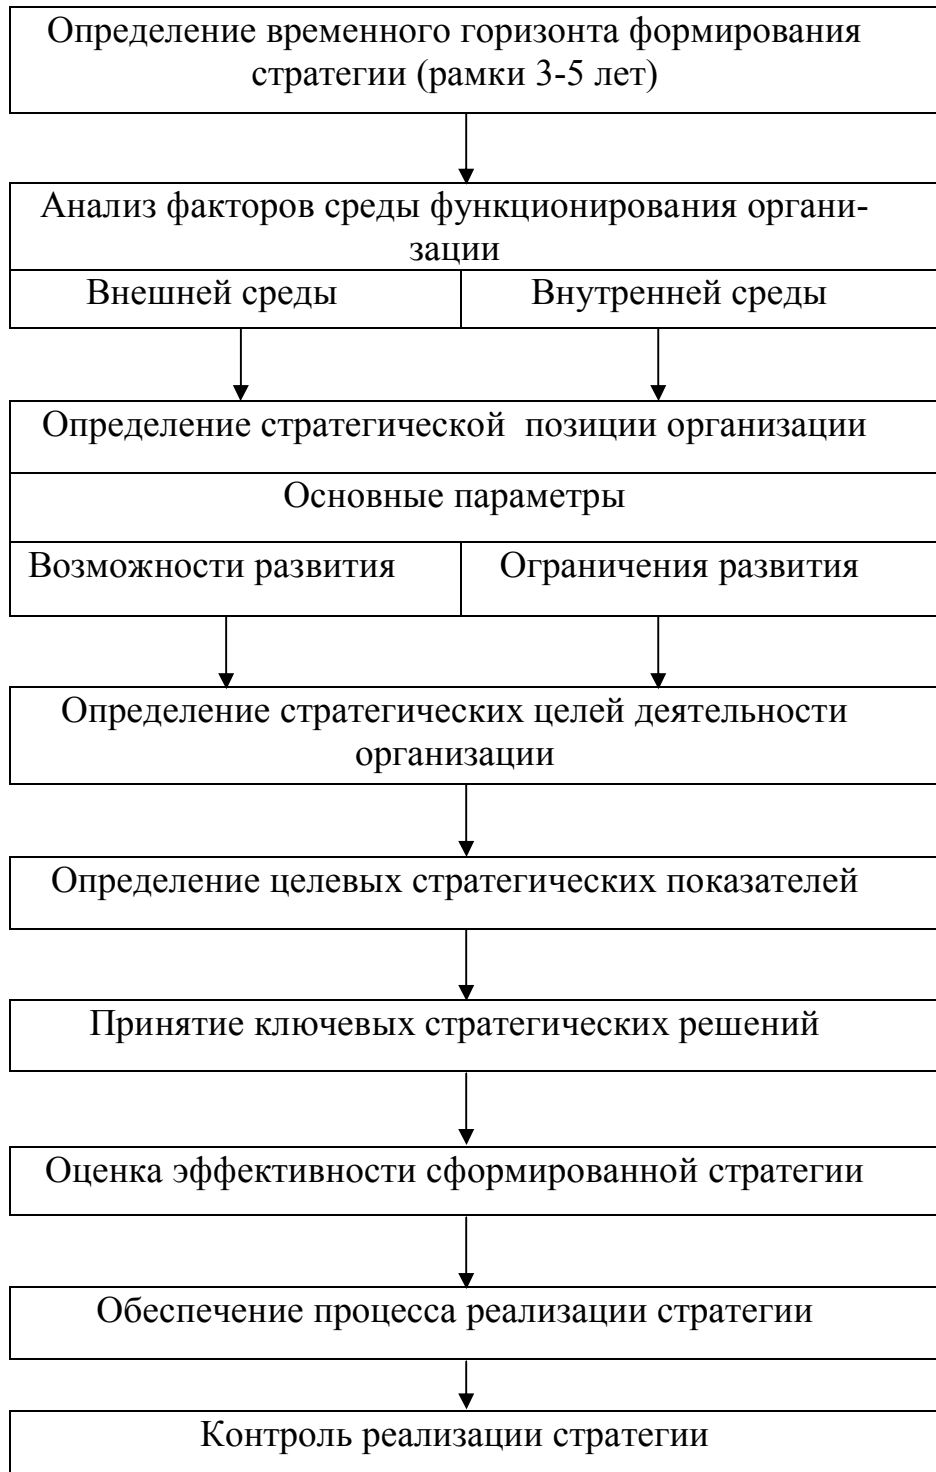 Определение временного горизонта формирования
стратегии (рамки 3-5 лет)
Анализ факторов среды функционирования органи-
зации
Внешней среды
Внутренней среды
Определение стратегической  позиции организации
Основные параметры
Возможности развития
Ограничения развития
Определение стратегических целей деятельности
организации
Определение целевых стратегических показателей
Принятие ключевых стратегических решений
Оценка эффективности сформированной стратегии
Обеспечение процесса реализации стратегии
Контроль реализации стратегии